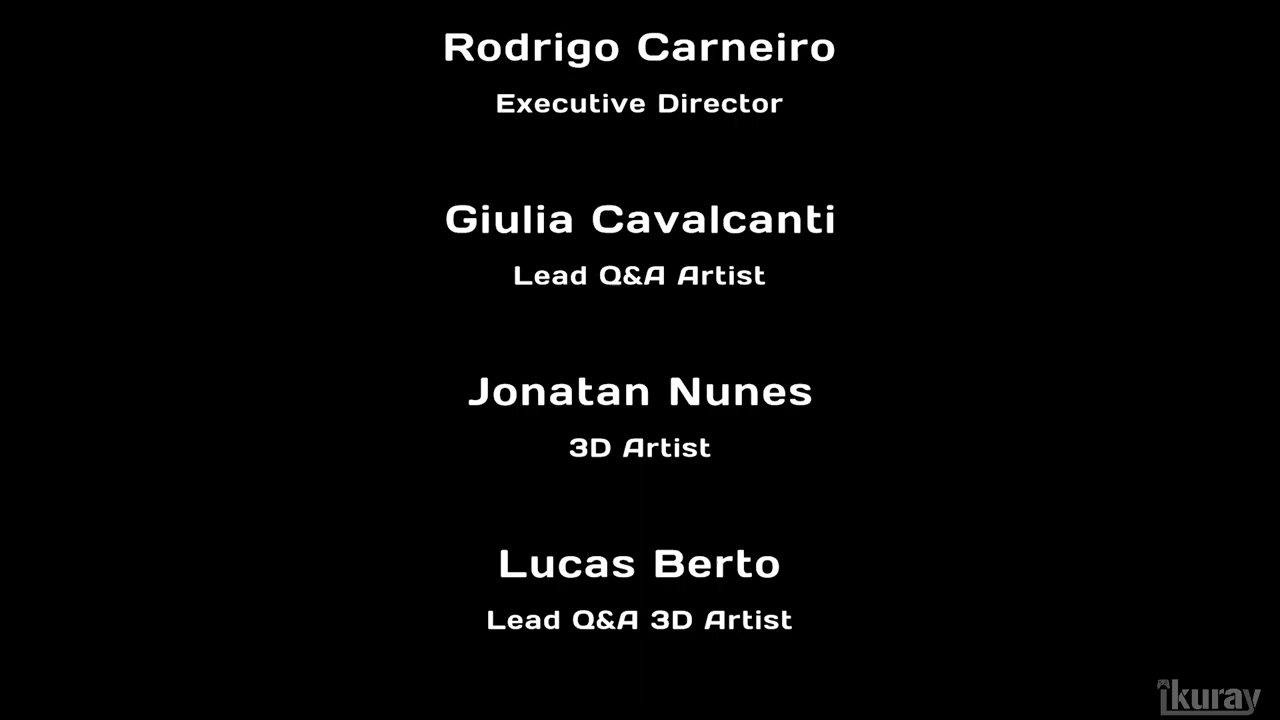 Rodrigo Carneiro
Executive Director
Giulia Cavalcanti
Lead Q&A Artist
Jonatan Nunes
3D Artist
Lucas Berto
Lead Q&A 3D Artist
ikuray